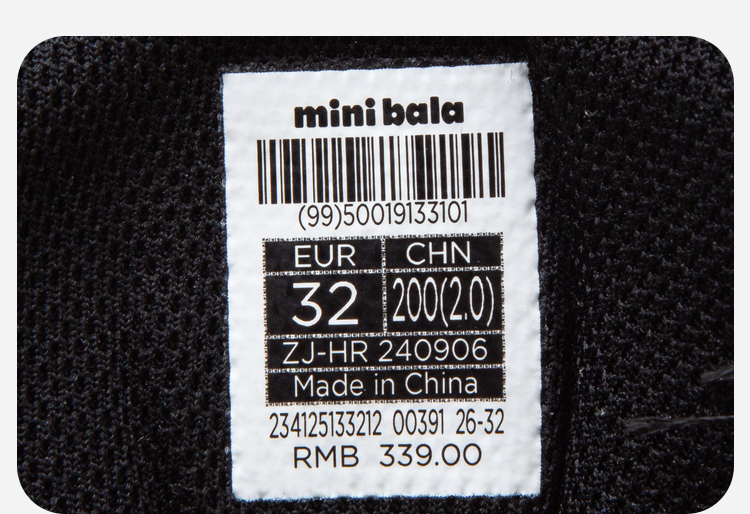 mini bala
(99)50019133101
EUR CHN
32 200(2.0)
ZJ-HR 240906
Made in China
234125133212 00391 26-32
RMB 339.00